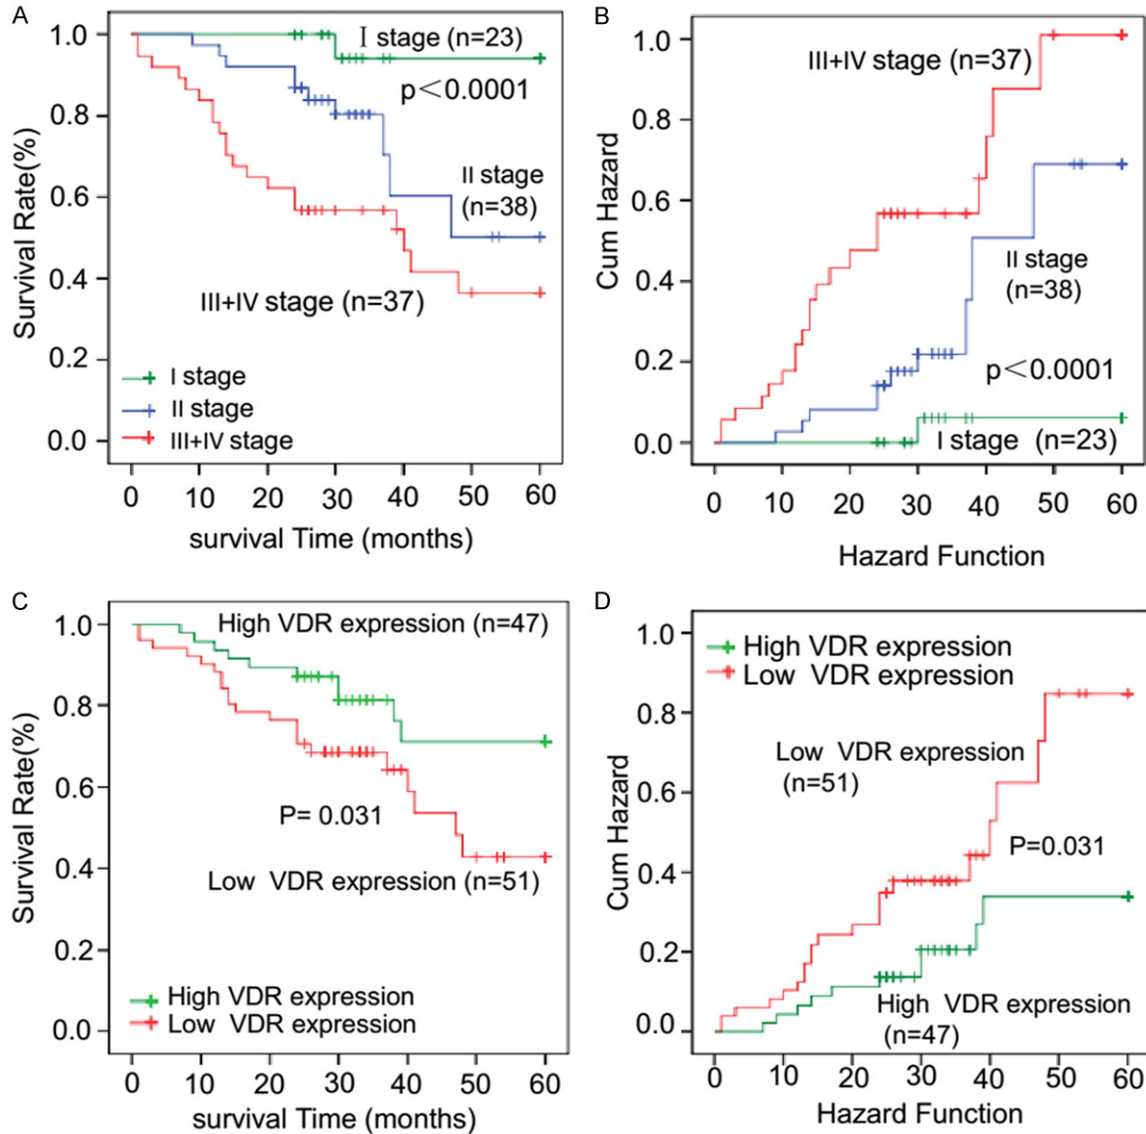 A
Survival Rate(%)
1.0
0.8
0.6
0.4
0.2
0.0
I stage (n=23)
p<0.0001
II stage
(n=38)
III+IV stage (n=37)
I stage
II stage
III+IV stage
0 10 20 30 40 50 60
survival Time (months)
B
Cum Hazard
1.0
0.8
0.6
0.4
0.2
0.0
III+IV stage (n=37)
II stage
(n=38)
p<0.0001
I stage (n=23)
0 10 20 30 40 50 60
Hazard Function
C
Survival Rate(%)
1.0
0.8
0.6
0.4
0.2
0.0
High VDR expression (n=47)
P= 0.031
Low VDR expression (n=51)
High VDR expression
Low VDR expression
0 10 20 30 40 50 60
survival Time (months)
D
Cum Hazard
1.0
0.8
0.6
0.4
0.2
0.0
High VDR expression
Low VDR expression
Low VDR expression
(n=51)
P=0.031
High VDR expression
(n=47)
0 10 20 30 40 50 60
Hazard Function